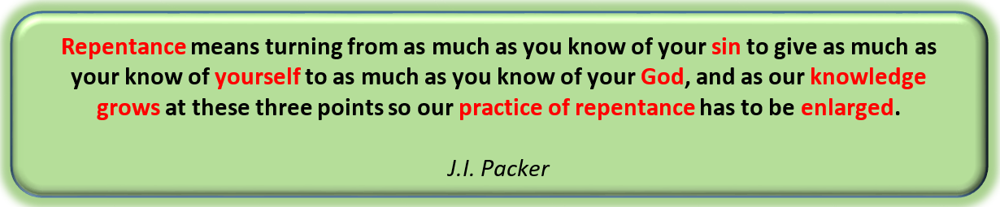 Repentance means turning from as much as you know of your sin to give as much as
your know of yourself to as much as you know of your God, and as our knowledge
grows at these three points so our practice of repentance has to be enlarged.
J.I. Packer